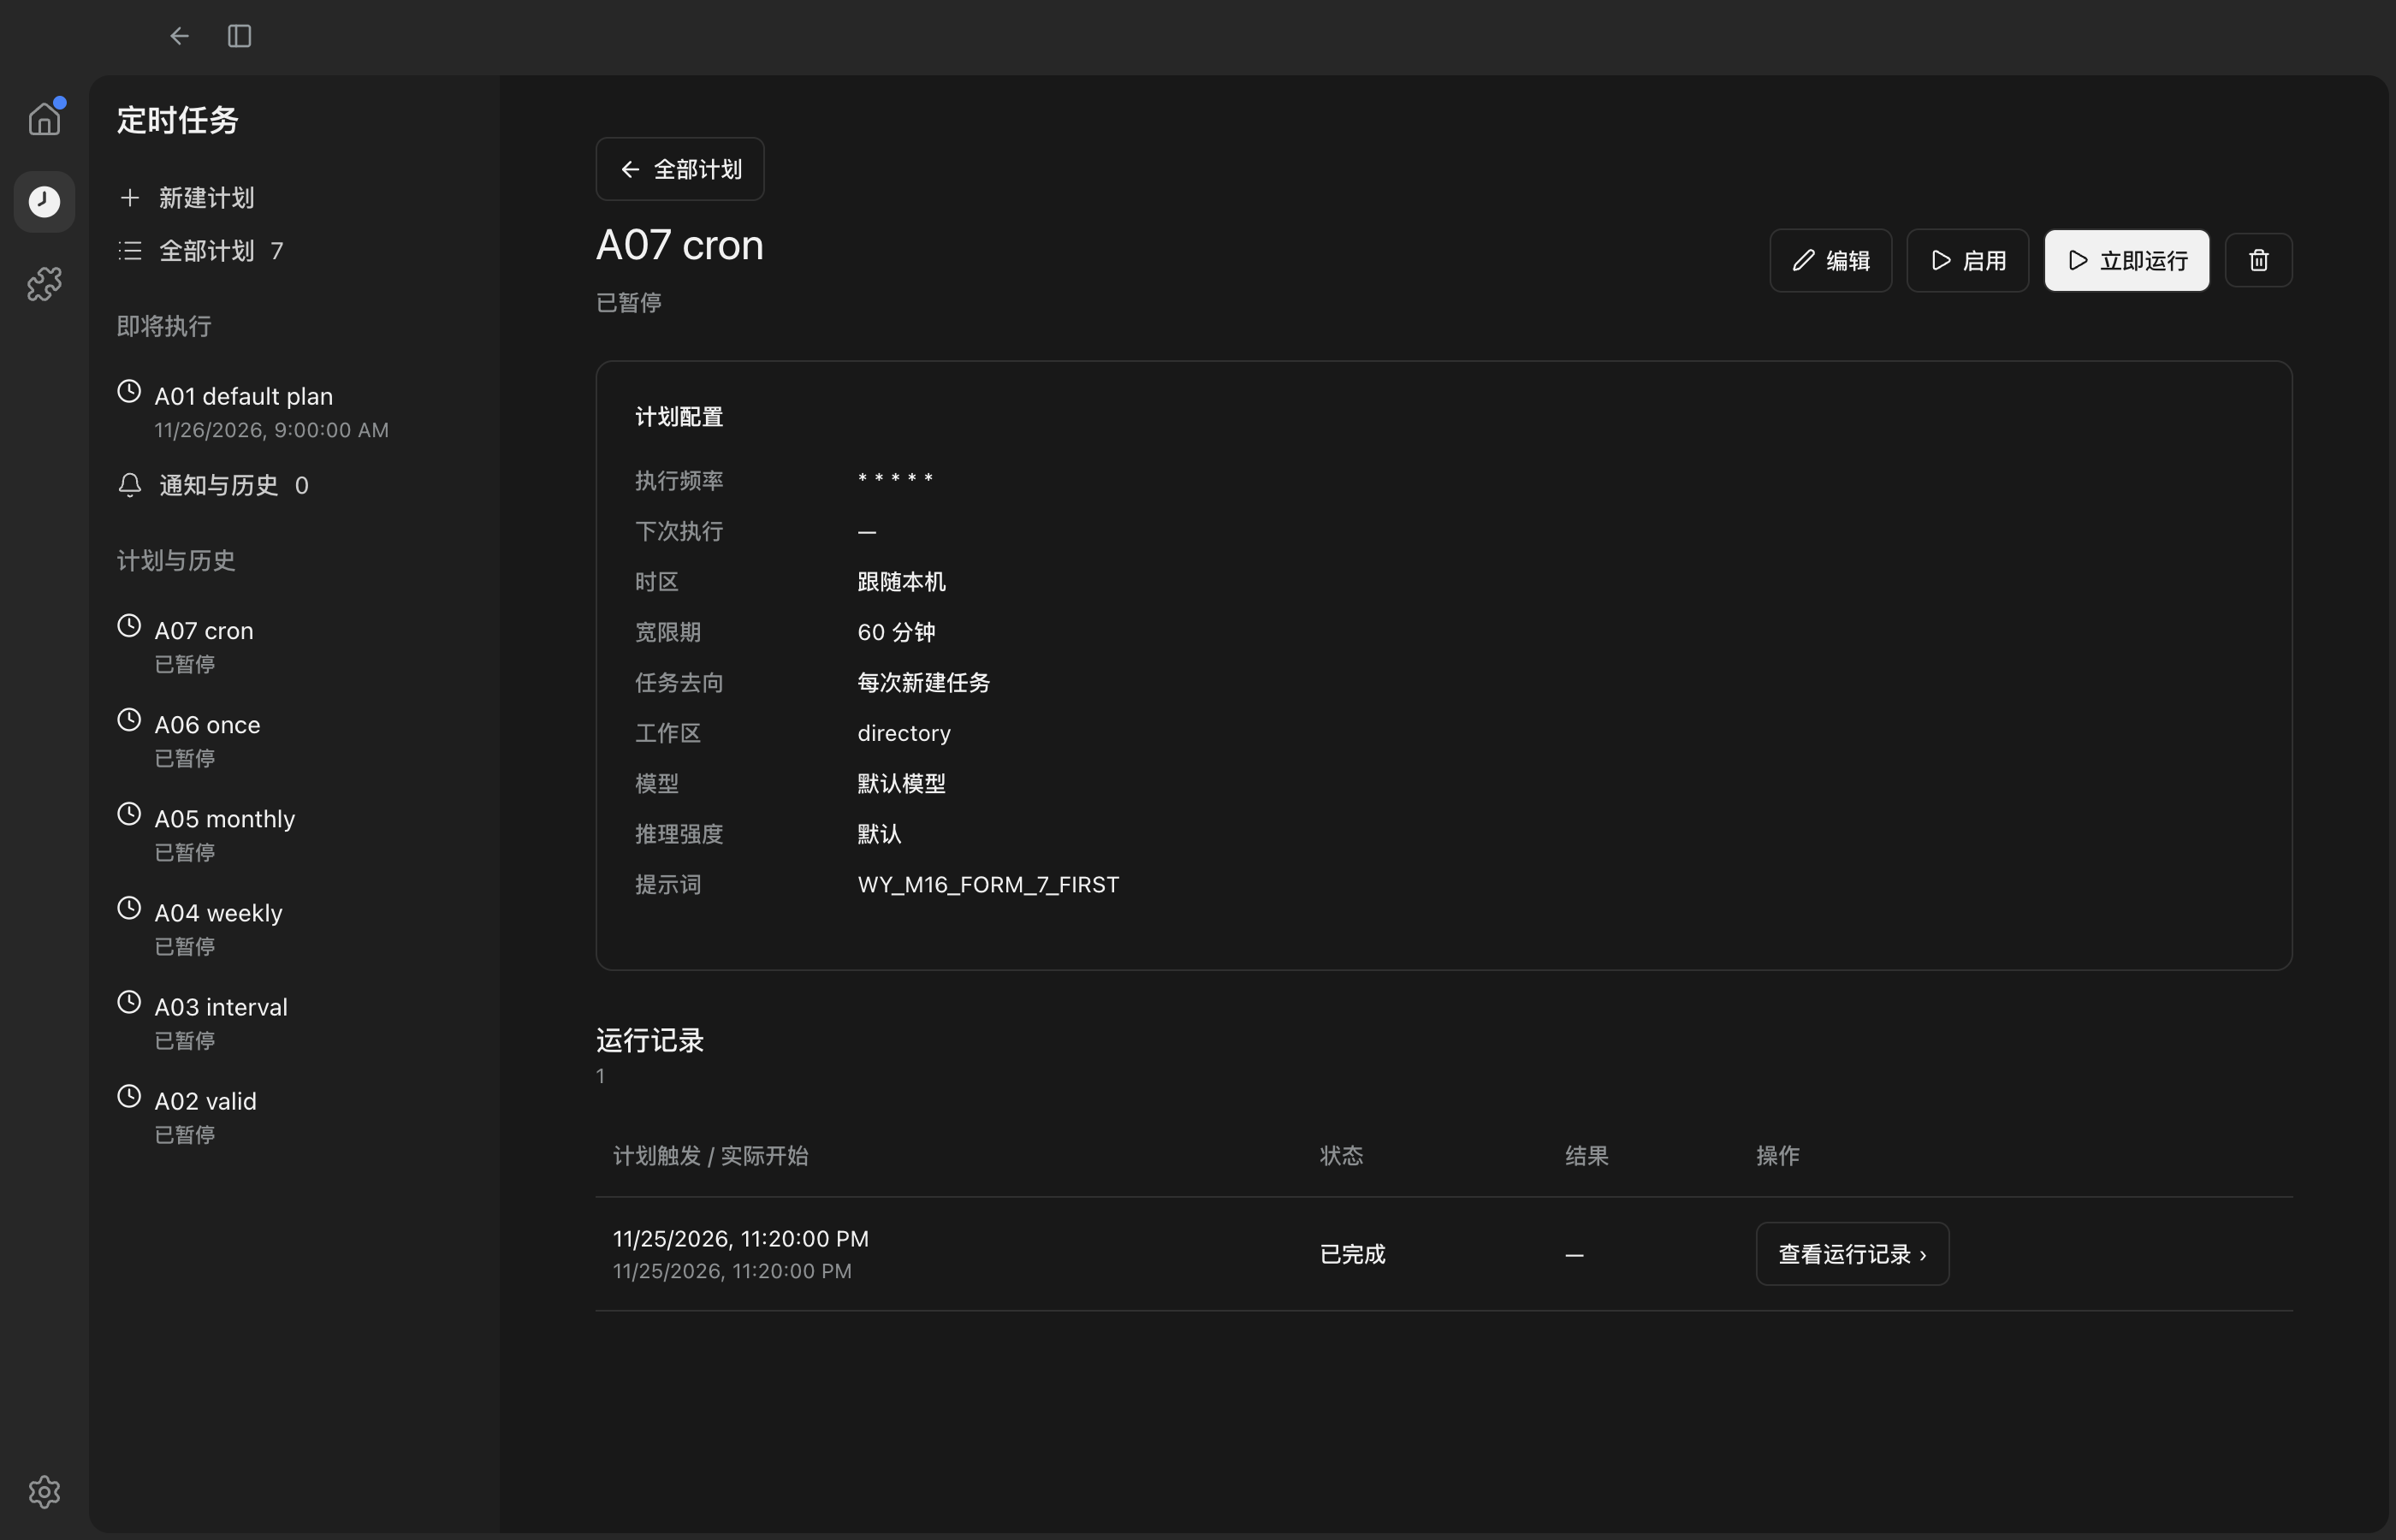 定时任务
新建计划
全部计划 7
即将执行
A01 default plan
11/26/2026, 9:00:00 AM
通知与历史 0
计划与历史
A07 cron
已暂停
A06 once
已暂停
A05 monthly
已暂停
A04 weekly
已暂停
A03 interval
已暂停
A02 valid
已暂停
全部计划
A07 cron
已暂停
编辑 启用 立即运行
计划配置
执行频率 * * * * *
下次执行 —
时区 跟随本机
宽限期 60 分钟
任务去向 每次新建任务
工作区 directory
模型 默认模型
推理强度 默认
提示词 WY_M16_FORM_7_FIRST
运行记录
1
计划触发 / 实际开始 状态 结果 操作
11/25/2026, 11:20:00 PM 已完成 — 查看运行记录 ›
11/25/2026, 11:20:00 PM